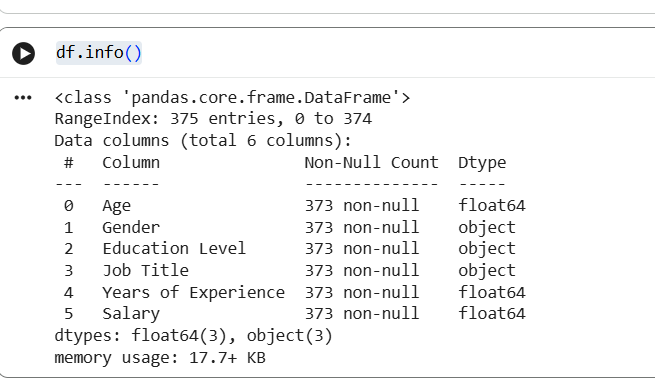 df.info()
<class 'pandas.core.frame.DataFrame'>
RangeIndex: 375 entries, 0 to 374
Data columns (total 6 columns):
 #   Column               Non-Null Count  Dtype
---  ------               --------------  -----
 0   Age                  373 non-null    float64
 1   Gender               373 non-null    object
 2   Education Level      373 non-null    object
 3   Job Title            373 non-null    object
 4   Years of Experience  373 non-null    float64
 5   Salary               373 non-null    float64
dtypes: float64(3), object(3)
memory usage: 17.7+ KB